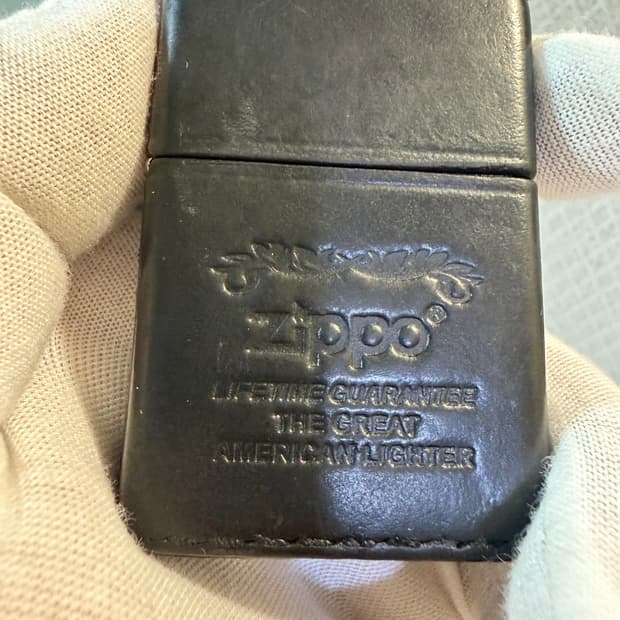 Zippo®
LIFETIME GUARANTEE
THE GREAT
AMERICAN LIGHTER